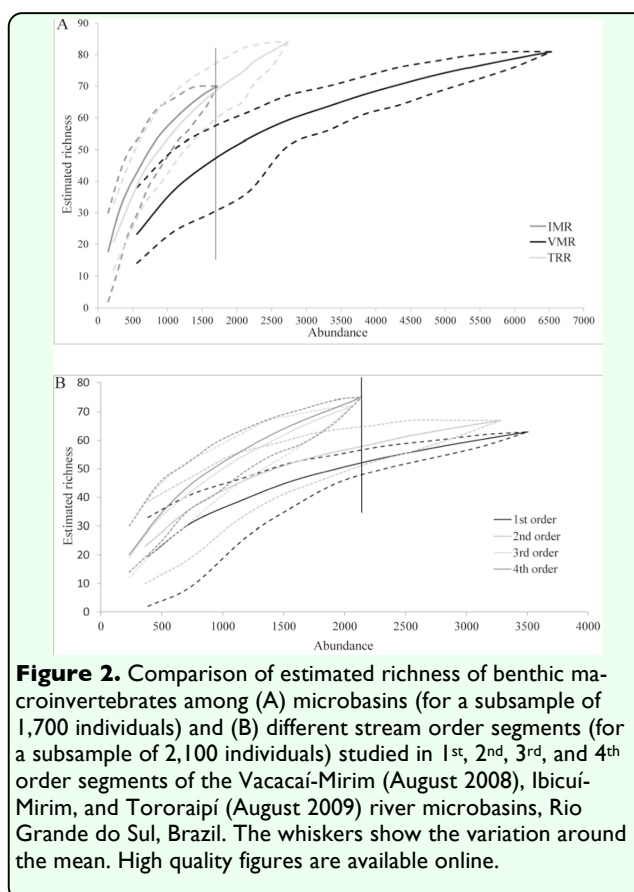 A
Estimated richness
90
80
70
60
50
40
30
20
10
0
IMR
VMR
TRR
0 500 1000 1500 2000 2500 3000 3500 4000 4500 5000 5500 6000 6500 7000
Abundance
B
Estimated richness
80
70
60
50
40
30
20
10
0
1st order
2nd order
3rd order
4th order
0 500 1000 1500 2000 2500 3000 3500 4000
Abundance
Figure 2. Comparison of estimated richness of benthic ma-
croinvertebrates among (A) microbasins (for a subsample of
1,700 individuals) and (B) different stream order segments (for
a subsample of 2,100 individuals) studied in 1st, 2nd, 3rd, and 4th
order segments of the Vacacaí-Mirim (August 2008), Ibicuí-
Mirim, and Tororaipí (August 2009) river microbasins, Rio
Grande do Sul, Brazil. The whiskers show the variation around
the mean. High quality figures are available online.